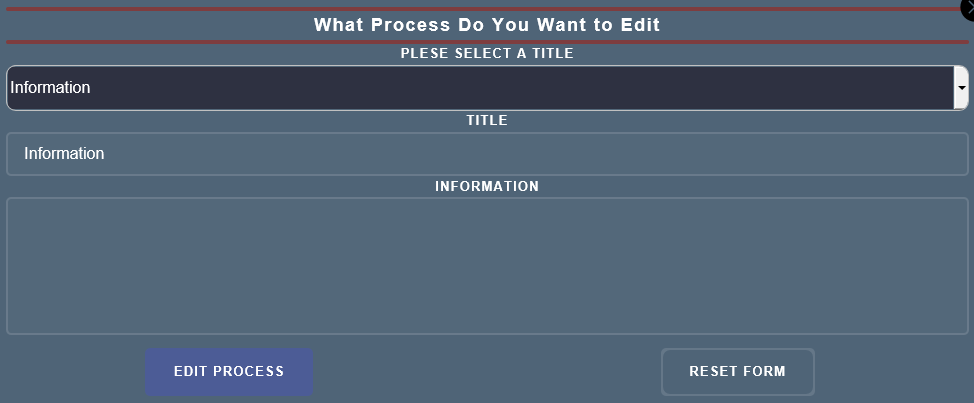 What Process Do You Want to Edit
PLESE SELECT A TITLE
Information
TITLE
Information
INFORMATION
EDIT PROCESS
RESET FORM